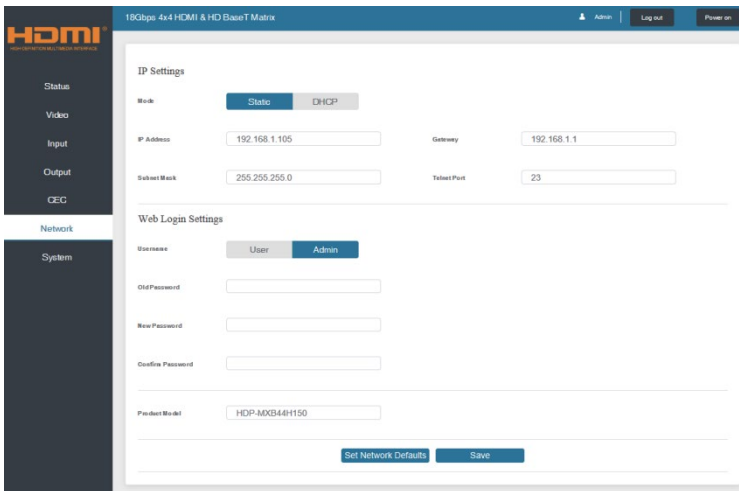 HDMI®
HIGH-DEFINITION MULTIMEDIA INTERFACE
18Gbps 4x4 HDMI & HD BaseT Matrix
Admin
Log out
Power on
Status
Video
Input
Output
CEC
Network
System
IP Settings
Mode
Static
DHCP
IP Address
192.168.1.105
Gateway
192.168.1.1
Subnet Mask
255.255.255.0
Telnet Port
23
Web Login Settings
Username
User
Admin
Old Password
New Password
Confirm Password
Product Model
HDP-MXB44H150
Set Network Defaults
Save